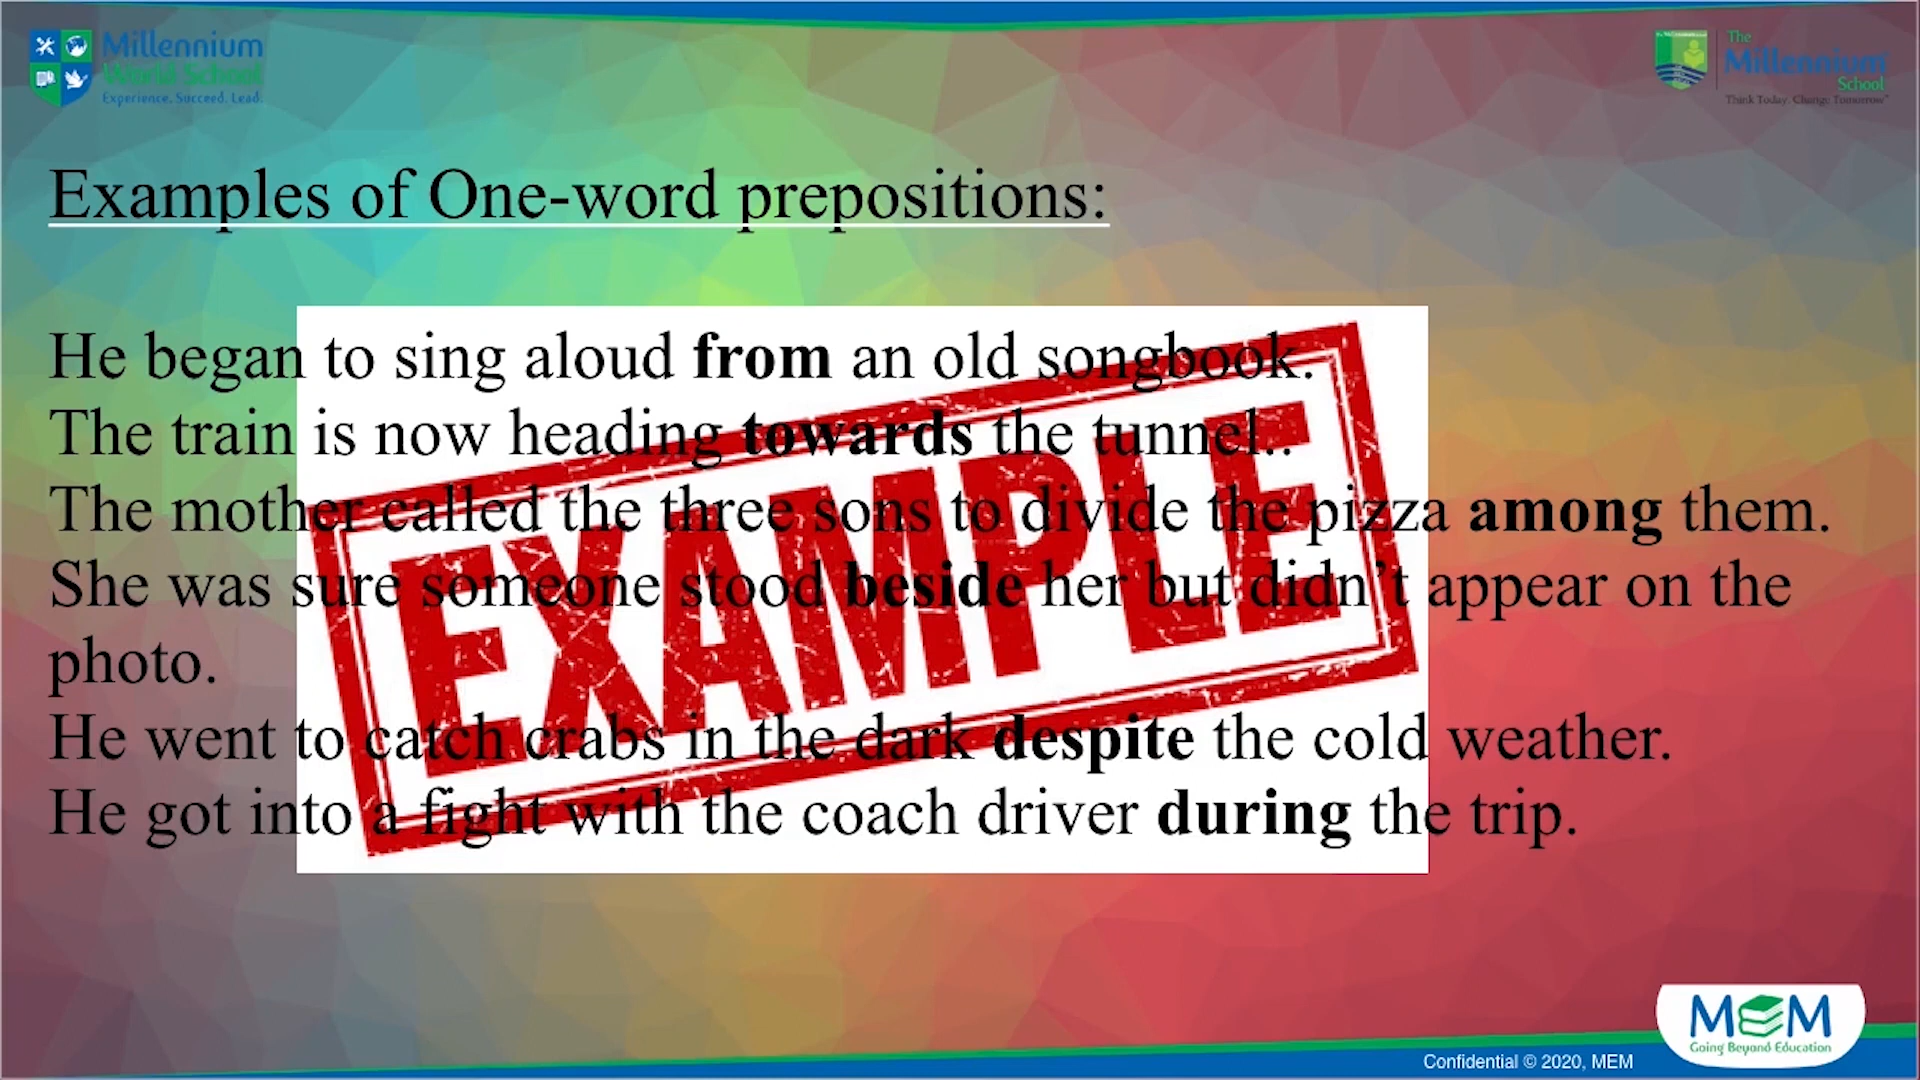 Millennium
World School
Experience. Succeed. Lead.
The
Millennium
School
Think Today. Change Tomorrow
Examples of One-word prepositions:
He began to sing aloud from an old songbook.
The train is now heading towards the tunnel..
The mother called the three sons to divide the pizza among them.
She was sure someone stood beside her but didn’t appear on the
photo.
He went to catch crabs in the dark despite the cold weather.
He got into a fight with the coach driver during the trip.
EXAMPLE
MEM
Going Beyond Education
Confidential © 2020, MEM